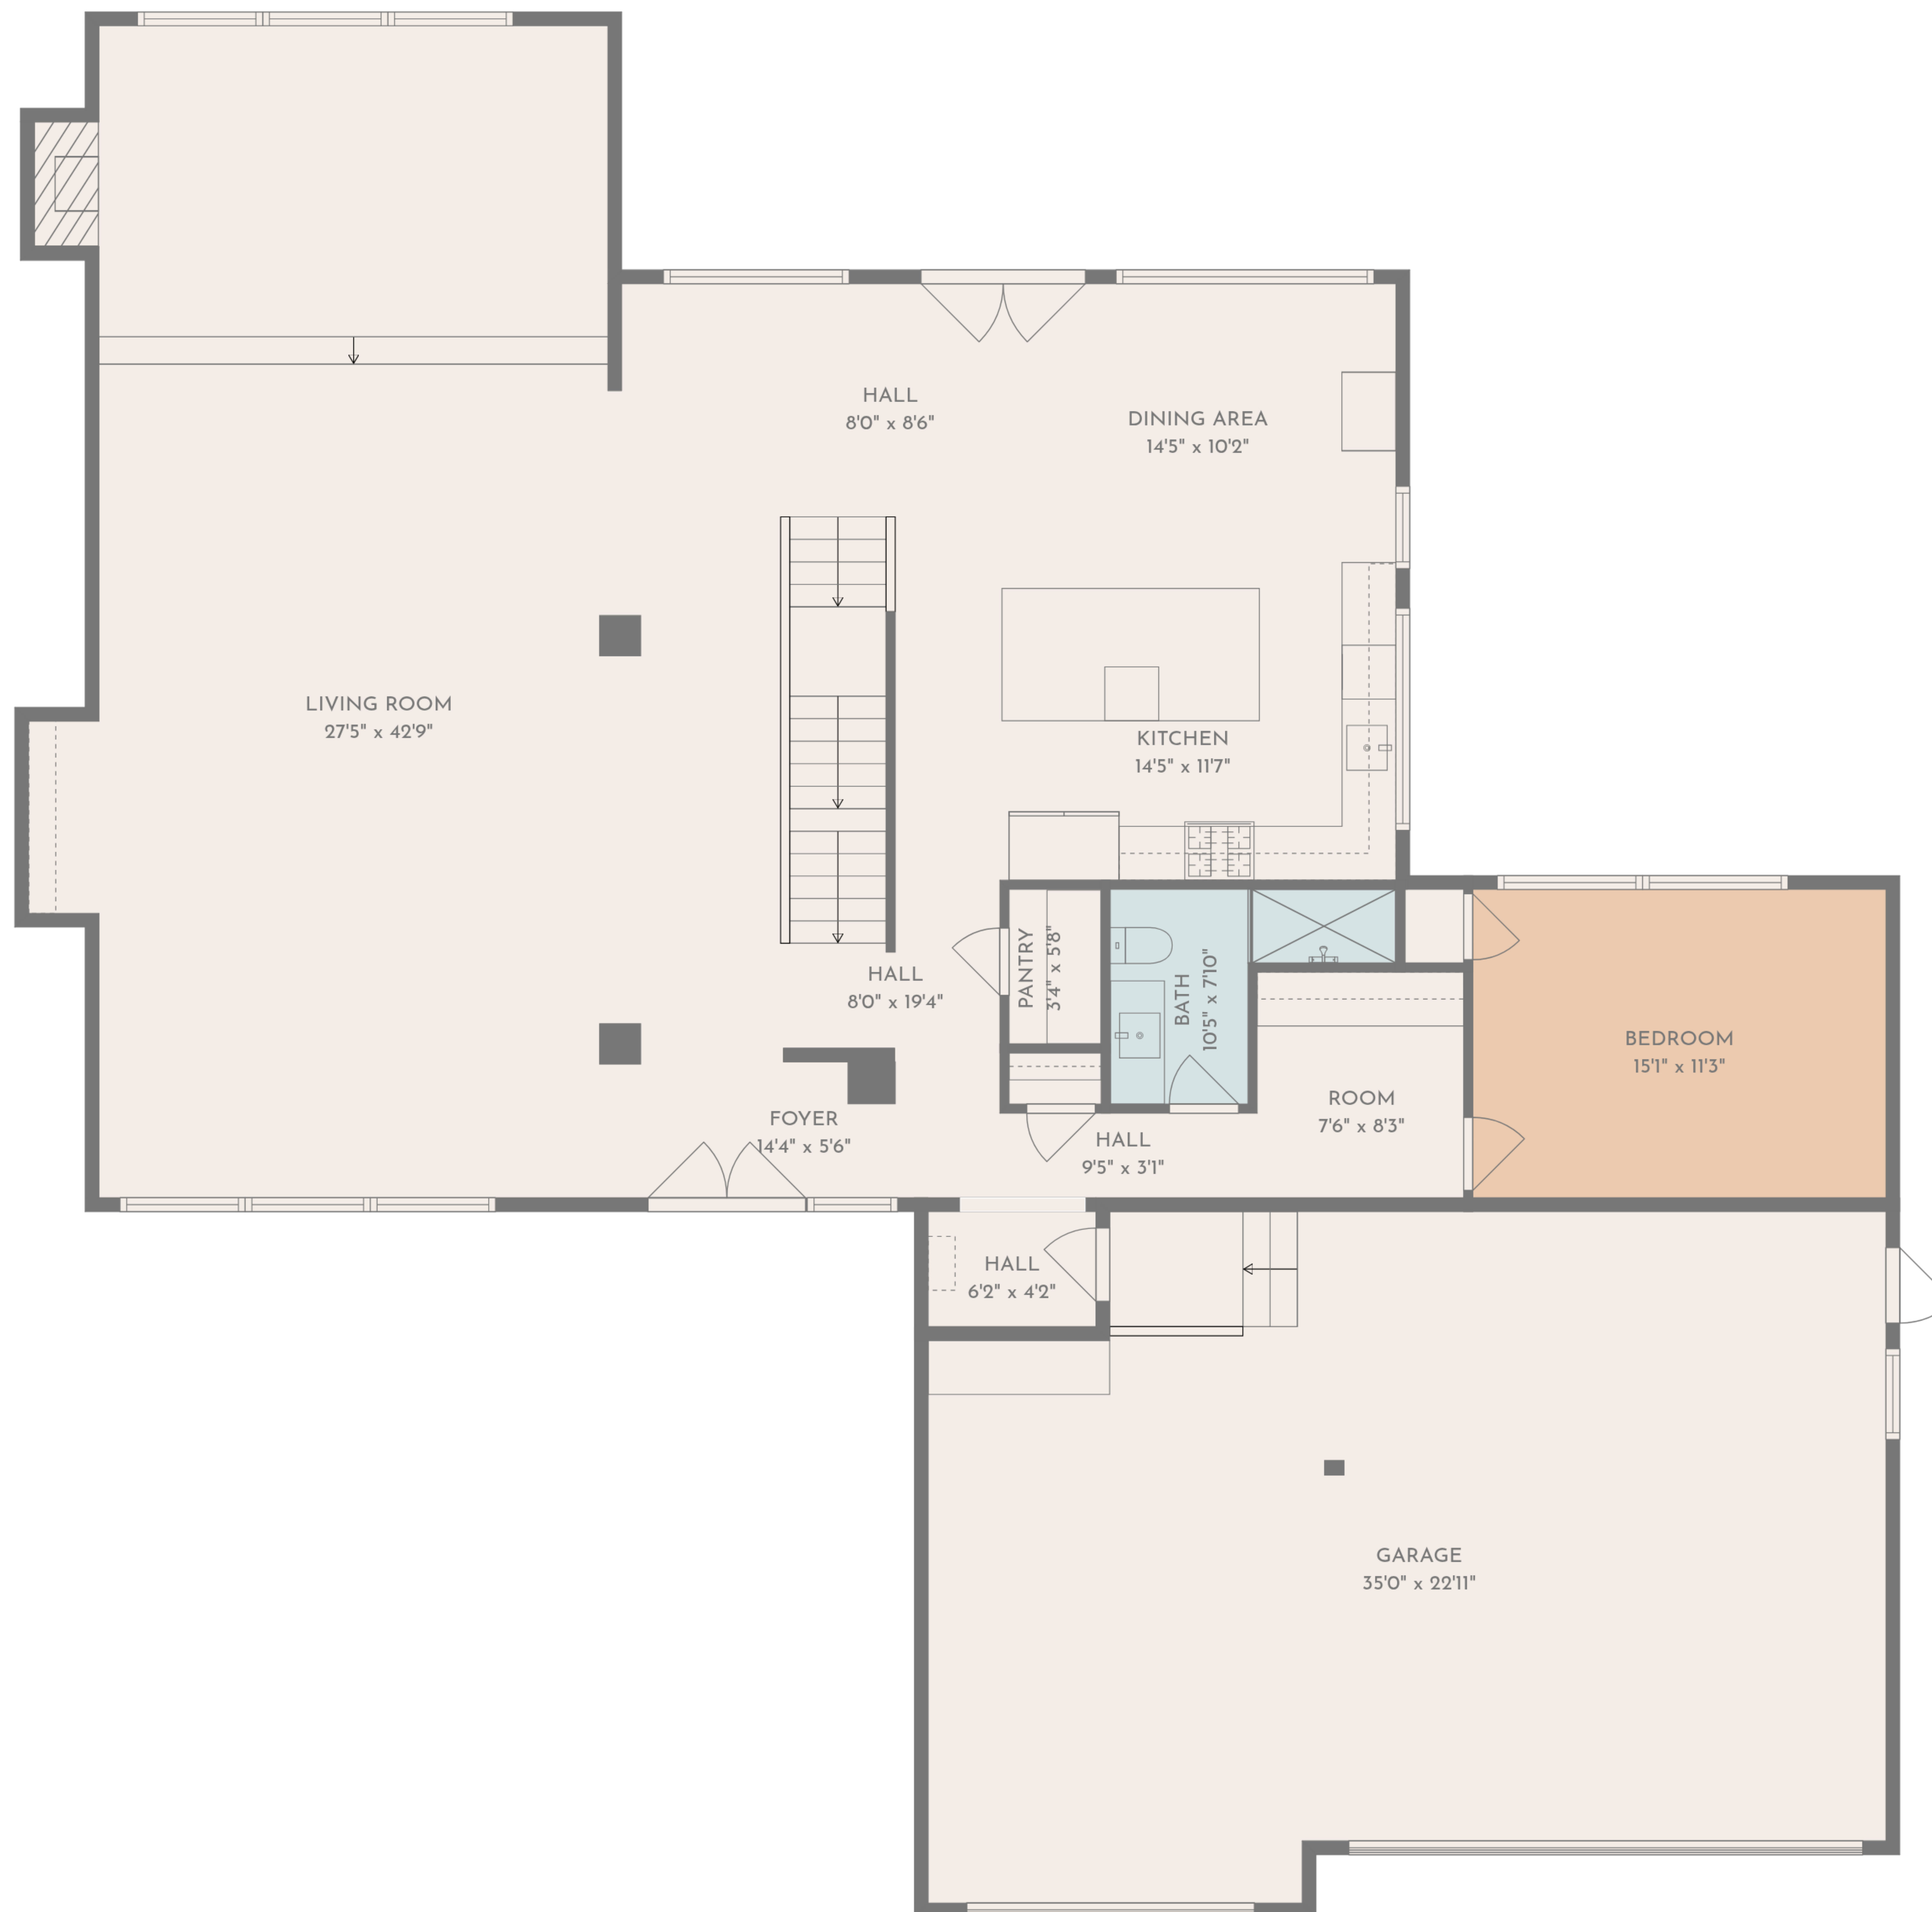 HALL
8'0" x 8'6"
DINING AREA
14'5" x 10'2"
LIVING ROOM
27'5" x 42'9"
KITCHEN
14'5" x 11'7"
HALL
8'0" x 19'4"
PANTRY
3'4" x 5'8"
BATH
10'5" x 7'10"
BEDROOM
15'1" x 11'3"
ROOM
7'6" x 8'3"
FOYER
14'4" x 5'6"
HALL
9'5" x 3'1"
HALL
6'2" x 4'2"
GARAGE
35'0" x 22'11"